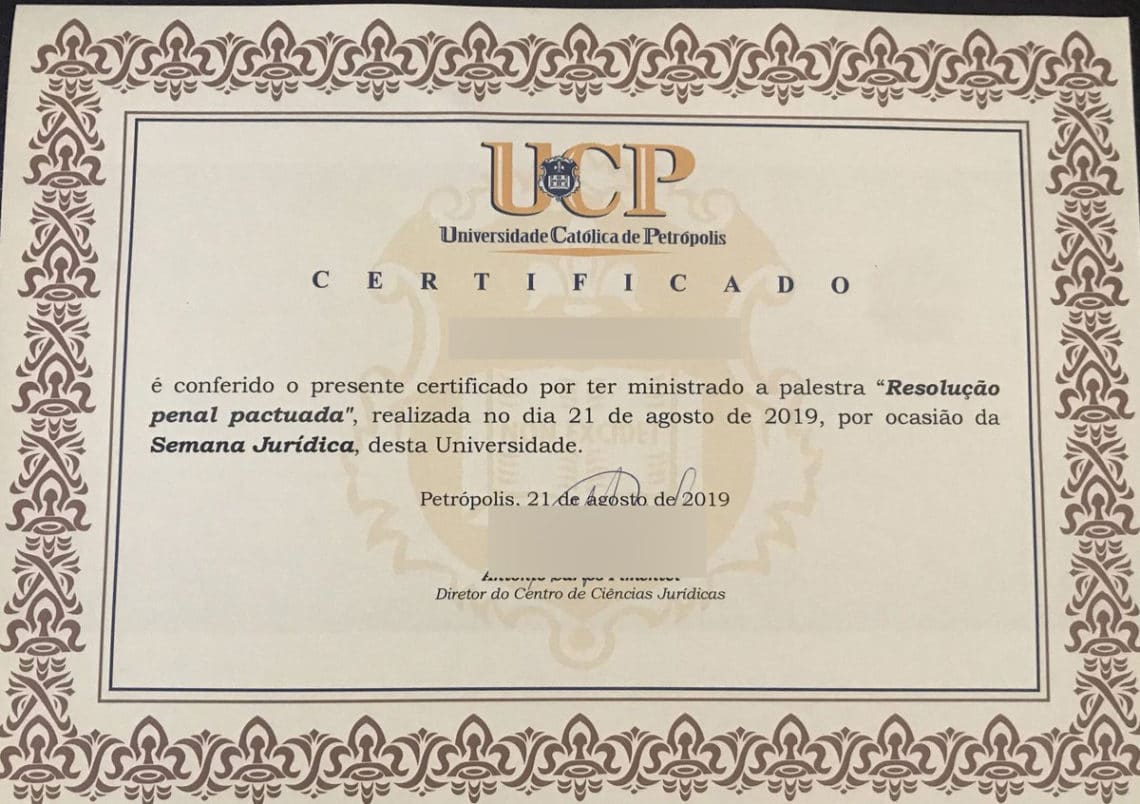 UCP
Universidade Católica de Petrópolis
CERTIFICADO
é conferido o presente certificado por ter ministrado a palestra “Resolução
penal pactuada", realizada no dia 21 de agosto de 2019, por ocasião da
Semana Jurídica, desta Universidade.
Petrópolis. 21 de agosto de 2019
Diretor do Centro de Ciências Jurídicas